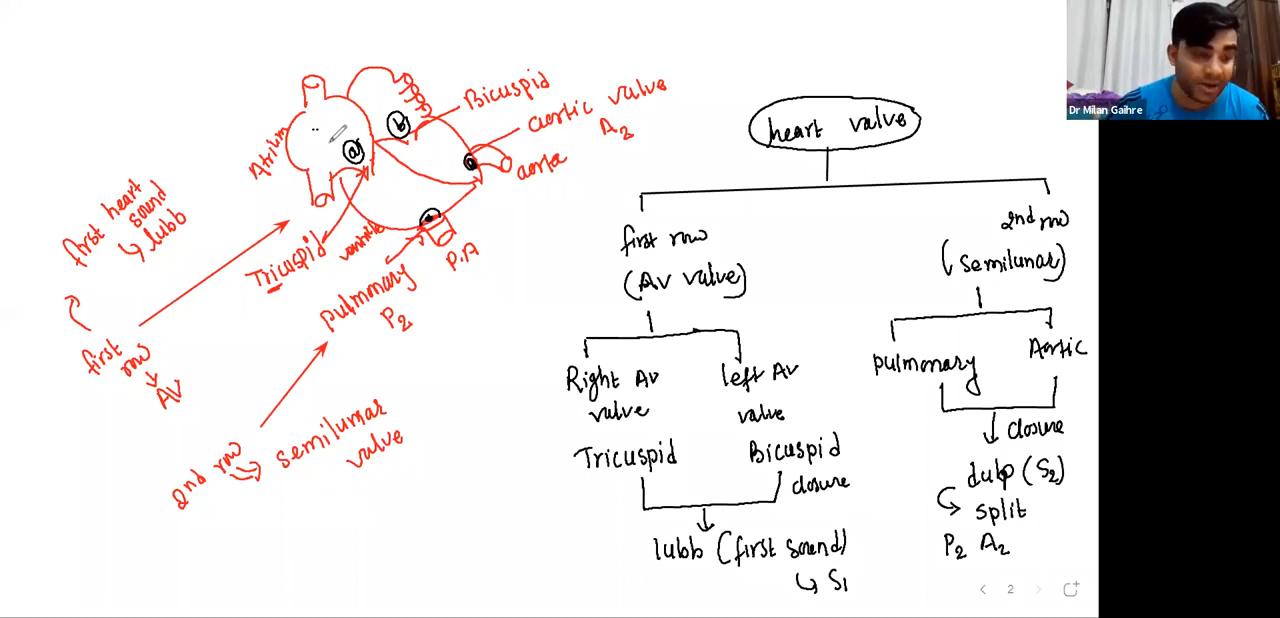 Bicuspid
aortic valve
A2
aorta
Atrium
a
b
first heart
sound
↳ lubb
Tricuspid
ventricle
pulmonary
P2
P.A
first
row
↓
AV
2nd row
semilunar
valve
heart valve
first row
(AV valve)
Right AV
valve
Tricuspid
left AV
valve
Bicuspid
closure
lubb (first sound)
↳ S1
2nd row
(semilunar)
pulmonary
Aortic
closure
(S2)
split
P2 A2
Dr Milan Gaihre
2